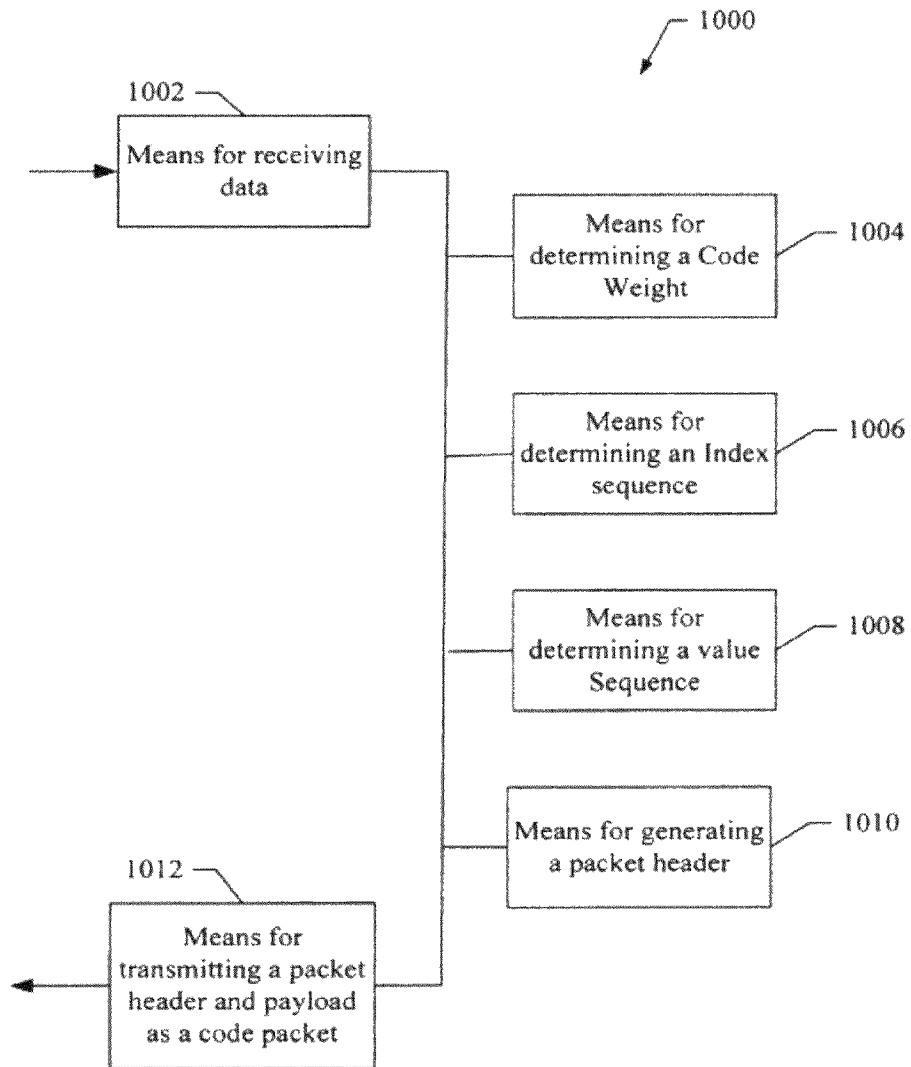 1000
1002
Means for receiving
data
Means for
determining a Code
Weight
1004
Means for
determining an Index
sequence
1006
Means for
determining a value
Sequence
1008
Means for generating
a packet header
1010
1012
Means for
transmitting a packet
header and payload
as a code packet